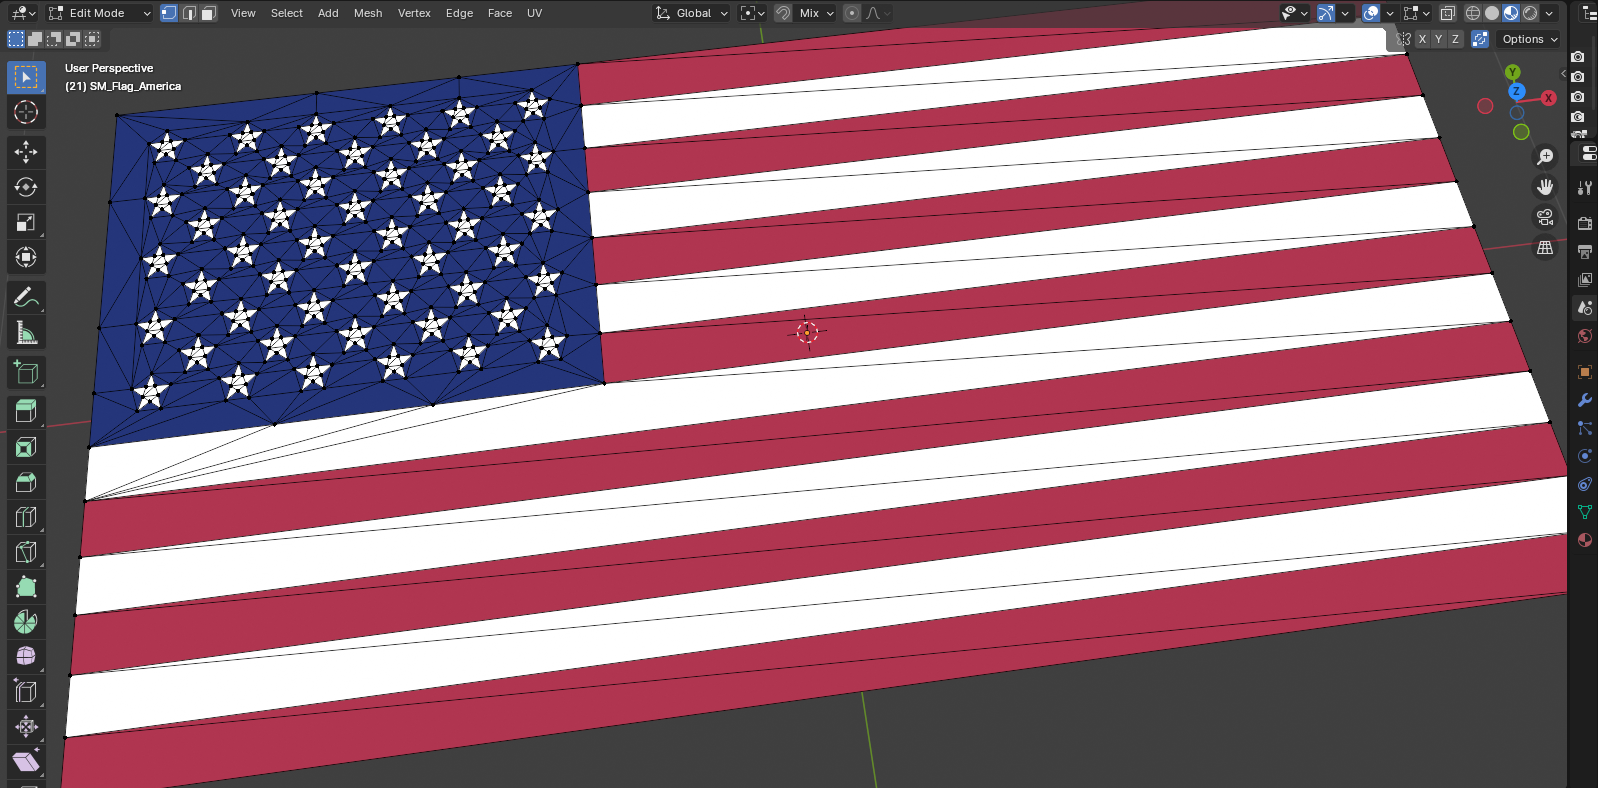 Edit Mode View Select Add Mesh Vertex Edge Face UV Global Mix
X Y Z Options
User Perspective
(21) SM_Flag_America
Y
Z X